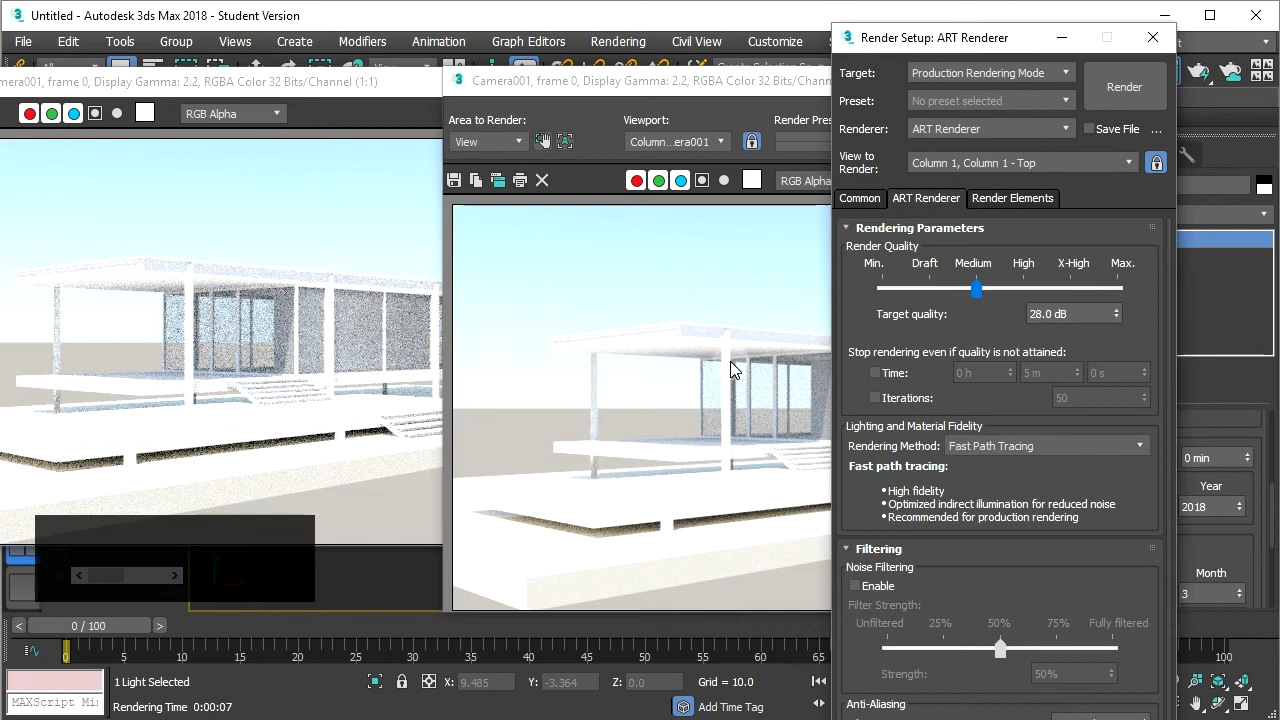 Untitled - Autodesk 3ds Max 2018 - Student Version
File Edit Tools Group Views Create Modifiers Animation Graph Editors Rendering Civil View Customize
mera001, frame 0, Display Gamma: 2.2, RGBA Color 32 Bits/Channel (1:1)
RGB Alpha
Camera001, frame 0, Display Gamma: 2.2, RGBA Color 32 Bits/Chann
Area to Render:
Viewport:
Render Pres
View
Column...era001
RGB Alpha
Render Setup: ART Renderer
Target: Production Rendering Mode
Preset: No preset selected
Render
Renderer: ART Renderer
Save File ...
View to
Render:
Column 1, Column 1 - Top
Common ART Renderer Render Elements
Rendering Parameters
Render Quality
Min. Draft Medium High X-High Max.
Target quality: 28.0 dB
Stop rendering even if quality is not attained:
Time: 0 h 5 m 0 s
Iterations: 50
Lighting and Material Fidelity
Rendering Method: Fast Path Tracing
Fast path tracing:
• High fidelity
• Optimized indirect illumination for reduced noise
• Recommended for production rendering
Filtering
Noise Filtering
Enable
Filter Strength:
Unfiltered 25% 50% 75% Fully filtered
Strength: 50%
Anti-Aliasing
0 min
Year
2018
Month
3
< 0 / 100 >
0 5 10 15 20 25 30 35 40 45 50 55 60 65 100
1 Light Selected
X: 9.485 Y: -3.364 Z: 0.0 Grid = 10.0
MAXScript Mi
Rendering Time 0:00:07
Add Time Tag